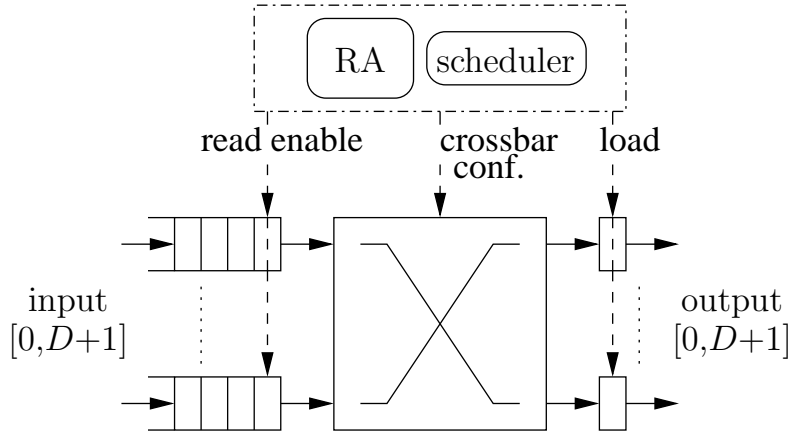 RA
scheduler
read enable
crossbar
conf.
load
input
[0,D+1]
output
[0,D+1]